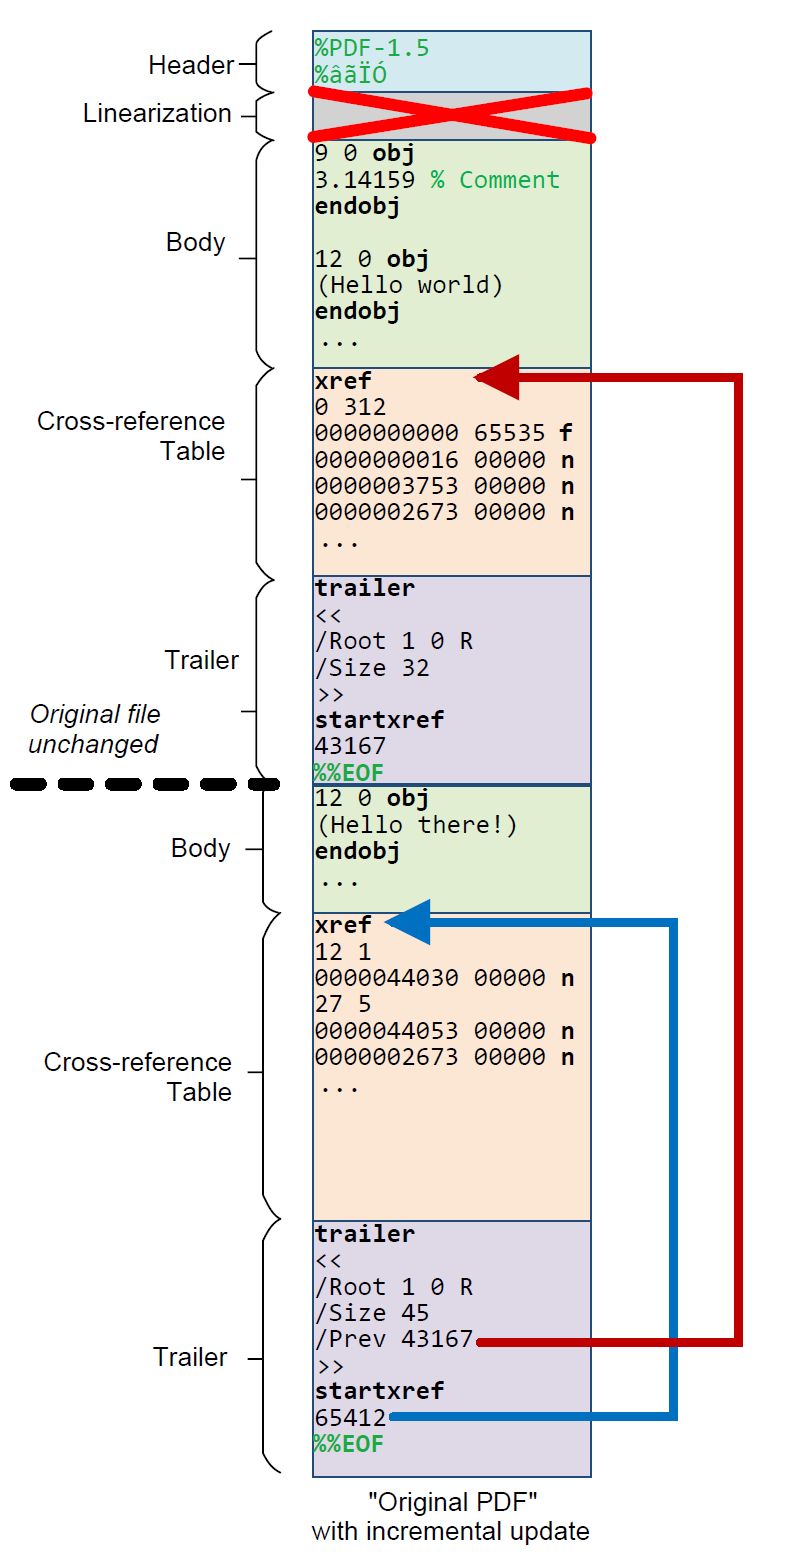 Header
%PDF-1.5
%âãÏÓ
Linearization
Body
9 0 obj
3.14159 % Comment
endobj
12 0 obj
(Hello world)
endobj
...
Cross-reference
Table
xref
0 312
0000000000 65535 f
0000000016 00000 n
0000003753 00000 n
0000002673 00000 n
...
Trailer
trailer
<<
/Root 1 0 R
/Size 32
>>
startxref
43167
%%EOF
Original file
unchanged
Body
12 0 obj
(Hello there!)
endobj
...
Cross-reference
Table
xref
12 1
0000044030 00000 n
27 5
0000044053 00000 n
0000002673 00000 n
...
Trailer
trailer
<<
/Root 1 0 R
/Size 45
/Prev 43167
>>
startxref
65412
%%EOF
"Original PDF"
with incremental update